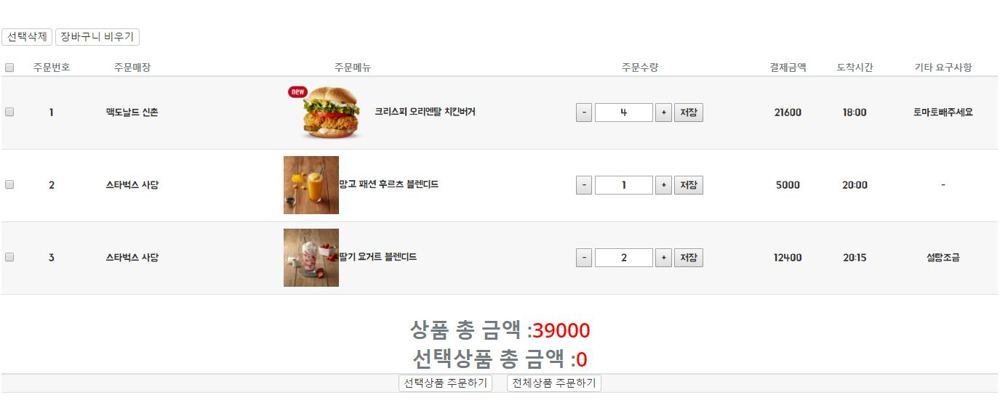 선택삭제 장바구니 비우기
주문번호 주문매장 주문메뉴 주문수량 결제금액 도착시간 기타 요구사항
new
1 맥도날드 신촌 크리스피 오리엔탈 치킨버거 - 4 + 저장 21600 18:00 토마토빼주세요
2 스타벅스 사담 망고 패션 후르츠 블렌디드 - 1 + 저장 5000 20:00 -
3 스타벅스 사담 딸기 요거트 블렌디드 - 2 + 저장 12400 20:15 설탕조금
상품 총 금액 :39000
선택상품 총 금액 :0
선택상품 주문하기 전체상품 주문하기